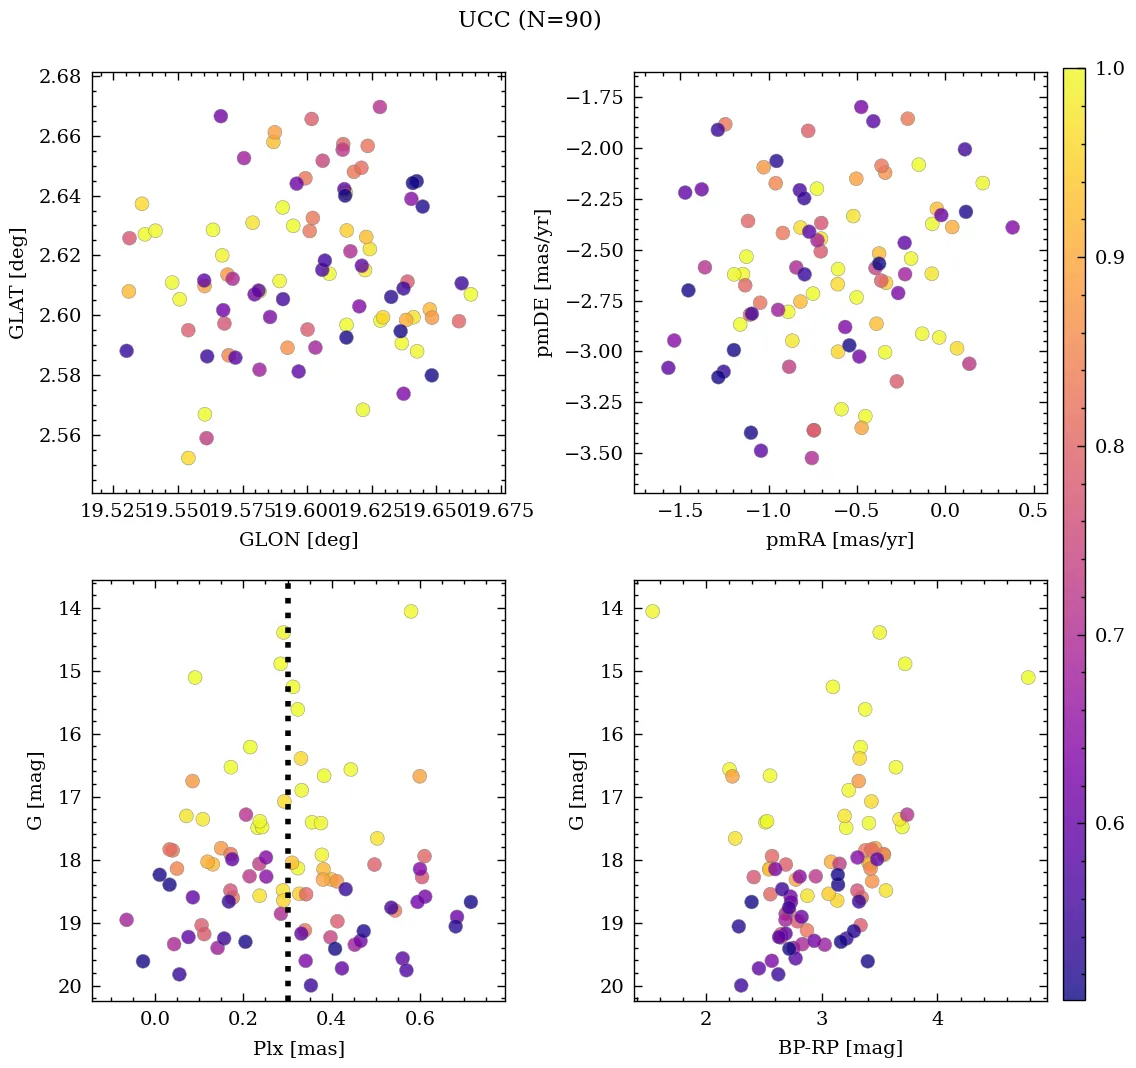 UCC (N=90)
2.68
2.66
2.64
2.62
2.60
2.58
2.56
GLAT [deg]
19.525 19.550 19.575 19.600 19.625 19.650 19.675
GLON [deg]
−1.75
−2.00
−2.25
−2.50
−2.75
−3.00
−3.25
−3.50
pmDE [mas/yr]
−1.5 −1.0 −0.5 0.0 0.5
pmRA [mas/yr]
14
15
16
17
18
19
20
G [mag]
0.0 0.2 0.4 0.6
Plx [mas]
14
15
16
17
18
19
20
G [mag]
2 3 4
BP-RP [mag]
1.0
0.9
0.8
0.7
0.6